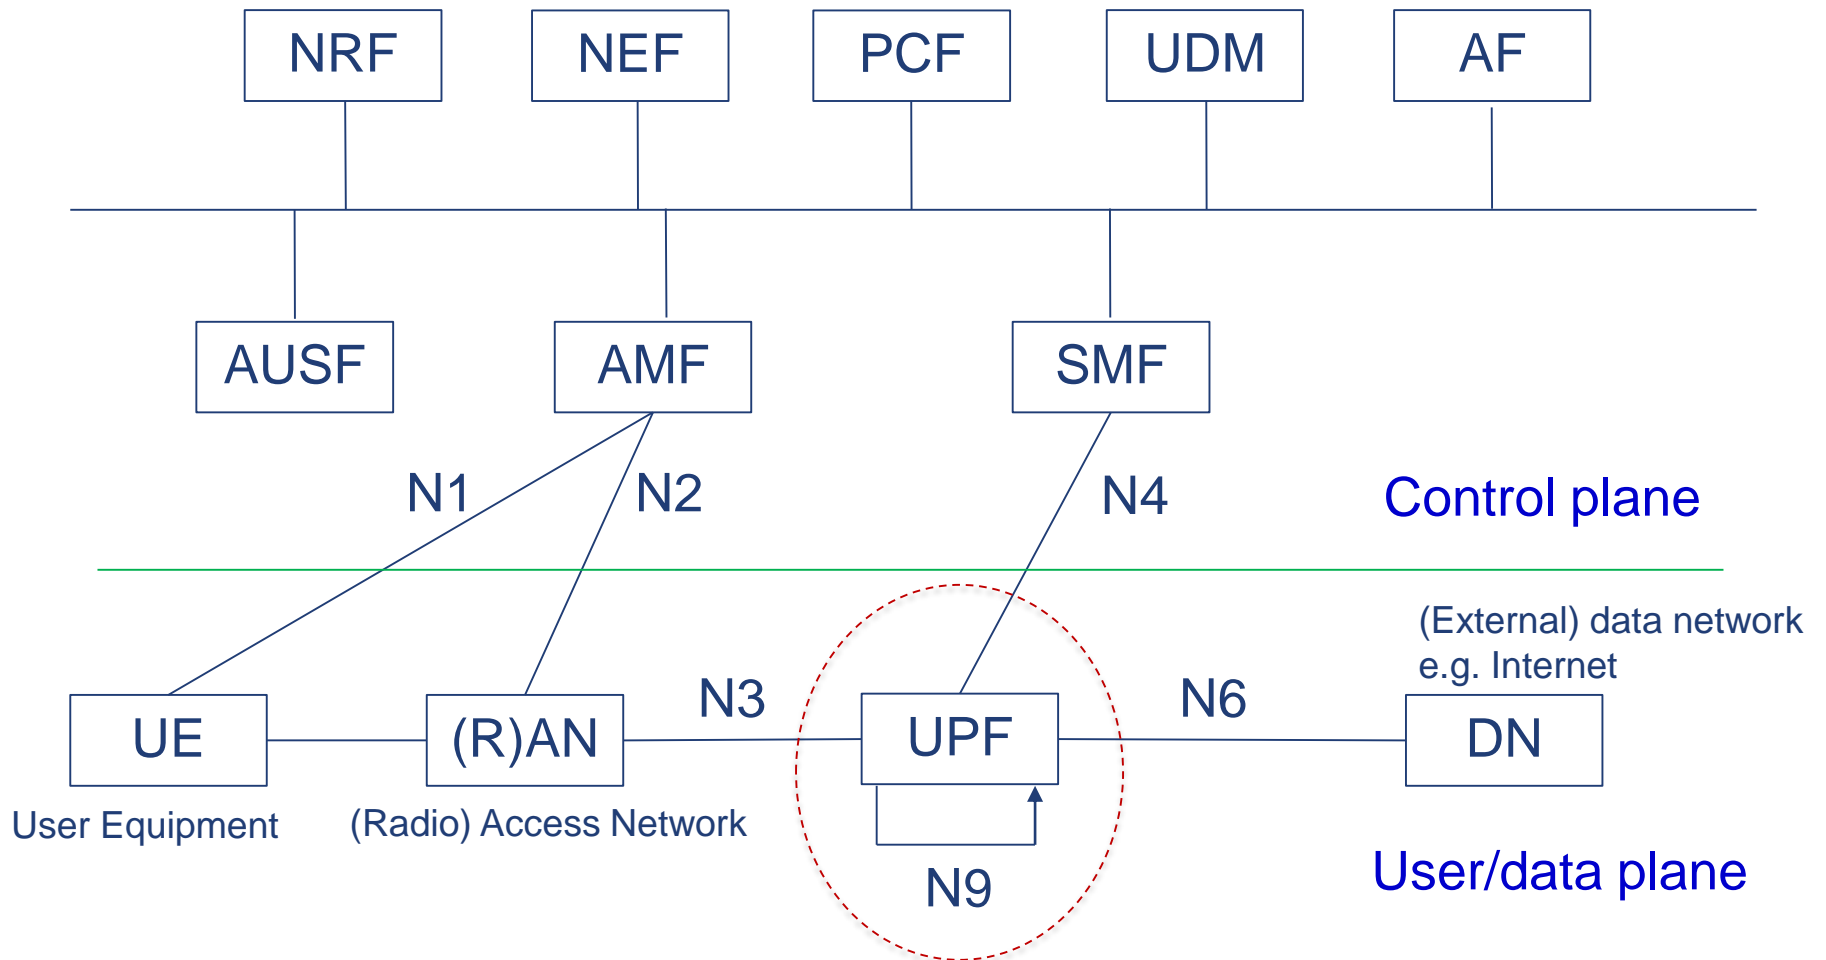 NRF
NEF
PCF
UDM
AF
AUSF
AMF
SMF
N1
N2
N4
Control plane
(External) data network
e.g. Internet
N3
N6
UE
(R)AN
UPF
DN
User Equipment
(Radio) Access Network
N9
User/data plane